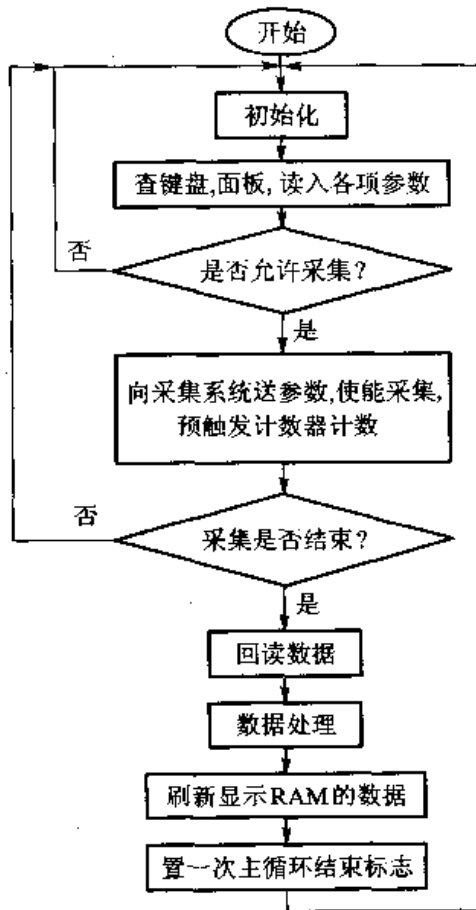 开始
初始化
查键盘,面板,读入各项参数
否
是否允许采集?
是
向采集系统送参数,使能采集,
预触发计数器计数
否
采集是否结束?
是
回读数据
数据处理
刷新显示RAM的数据
置一次主循环结束标志